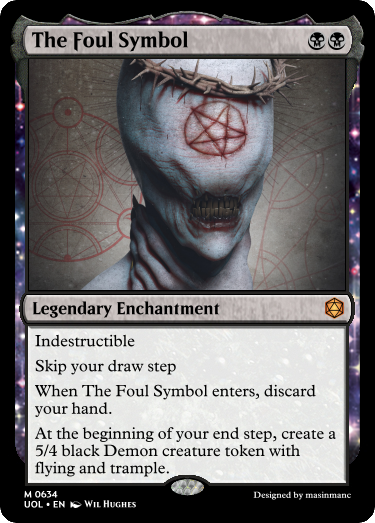 The Foul Symbol
Legendary Enchantment
Indestructible
Skip your draw step
When The Foul Symbol enters, discard
your hand.
At the beginning of your end step, create a
5/4 black Demon creature token with
flying and trample.
M 0634
UOL • EN Wil Hughes
Designed by masinmanc